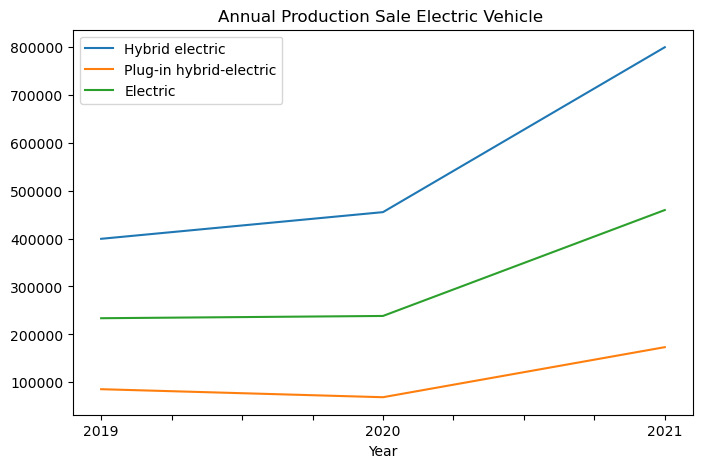 Annual Production Sale Electric Vehicle
Hybrid electric
Plug-in hybrid-electric
Electric
800000
700000
600000
500000
400000
300000
200000
100000
2019 2020 2021
Year